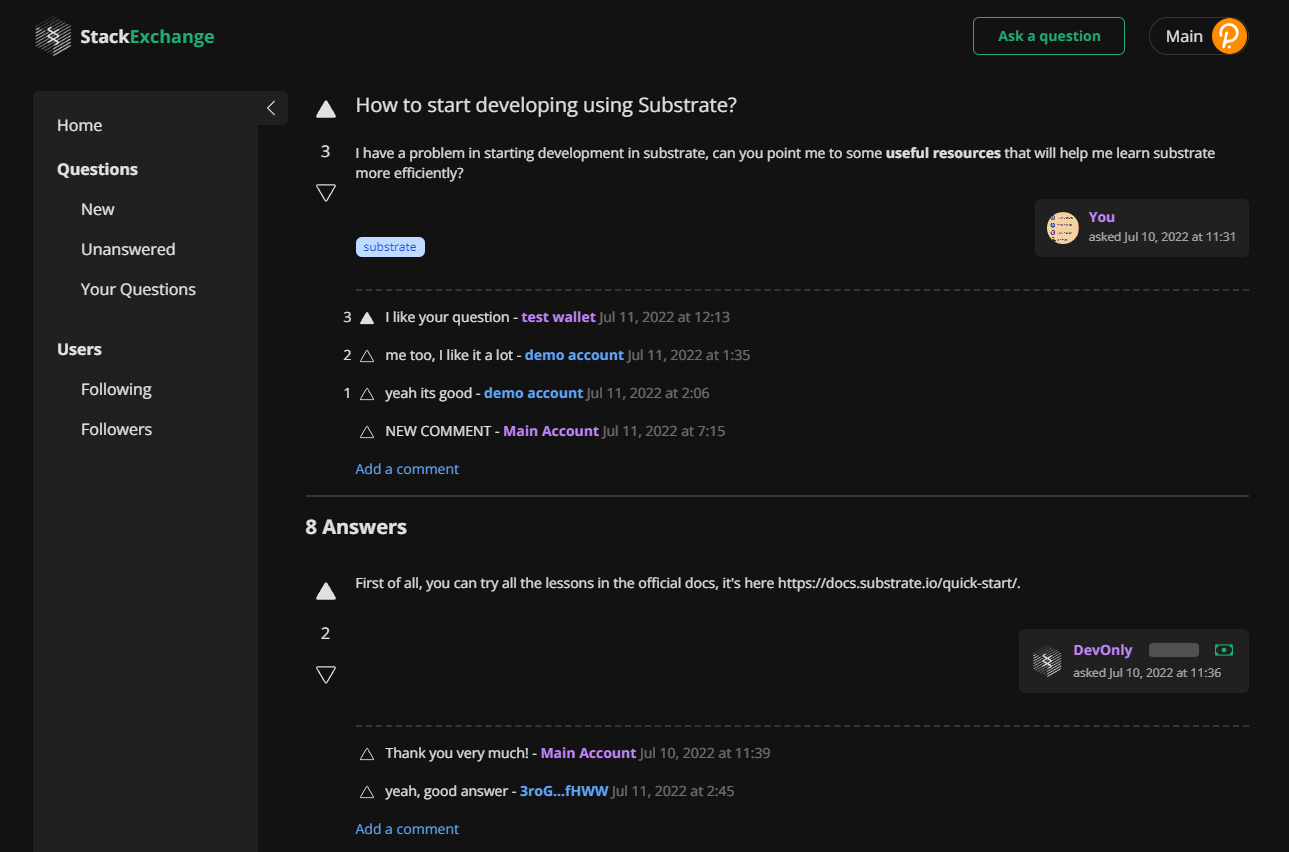 StackExchange
Ask a question
Main
Home
Questions
New
Unanswered
Your Questions
Users
Following
Followers
How to start developing using Substrate?
3
I have a problem in starting development in substrate, can you point me to some useful resources that will help me learn substrate
more efficiently?
You
asked Jul 10, 2022 at 11:31
substrate
3 I like your question - test wallet Jul 11, 2022 at 12:13
2 me too, I like it a lot - demo account Jul 11, 2022 at 1:35
1 yeah its good - demo account Jul 11, 2022 at 2:06
NEW COMMENT - Main Account Jul 11, 2022 at 7:15
Add a comment
8 Answers
First of all, you can try all the lessons in the official docs, it's here https://docs.substrate.io/quick-start/.
2
DevOnly
asked Jul 10, 2022 at 11:36
Thank you very much! - Main Account Jul 10, 2022 at 11:39
yeah, good answer - 3roG...fHWW Jul 11, 2022 at 2:45
Add a comment